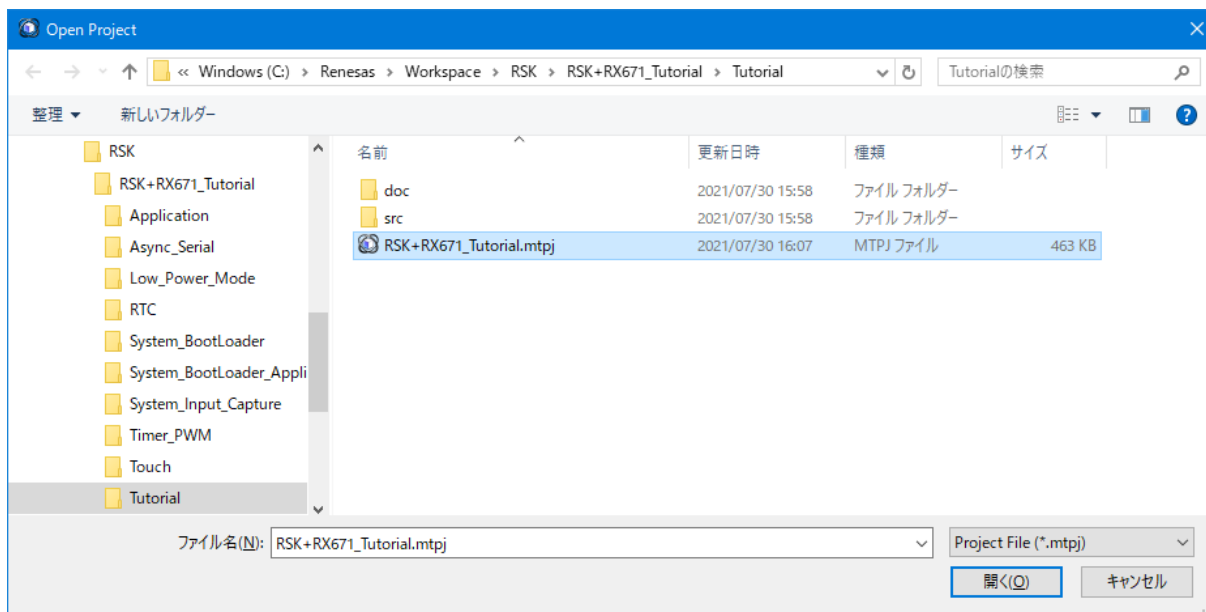 Open Project
« Windows (C:) › Renesas › Workspace › RSK › RSK+RX671_Tutorial › Tutorial
Tutorialの検索
整理 新しいフォルダー
RSK
RSK+RX671_Tutorial
Application
Async_Serial
Low_Power_Mode
RTC
System_BootLoader
System_BootLoader_Appli
System_Input_Capture
Timer_PWM
Touch
Tutorial
名前 更新日時 種類 サイズ
doc 2021/07/30 15:58 ファイル フォルダー
src 2021/07/30 15:58 ファイル フォルダー
RSK+RX671_Tutorial.mtpj 2021/07/30 16:07 MTPJ ファイル 463 KB
ファイル名(N): RSK+RX671_Tutorial.mtpj Project File (*.mtpj)
開く(O) キャンセル